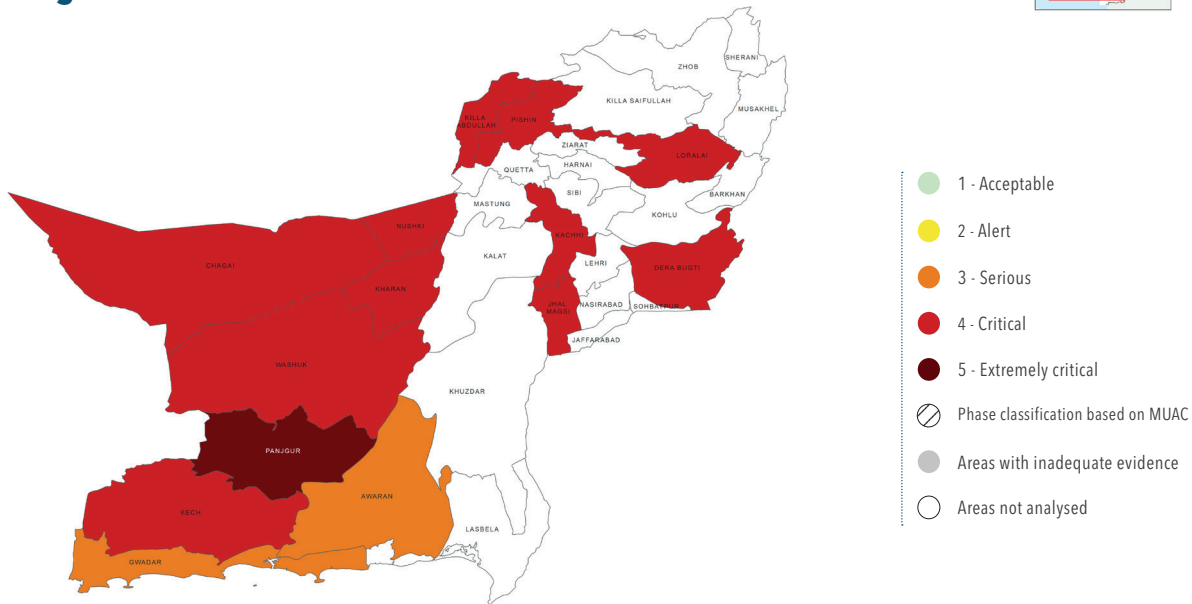 ZHOB
SHERANI
KILLA SAIFULLAH
MUSAKHEL
KILLA
ABDULLAH
PISHIN
ZIARAT
LORALAI
QUETTA
HARNAI
SIBI
BARKHAN
MASTUNG
KOHLU
NUSHKI
KACHHI
CHAGAI
KALAT
LEHRI
DERA BUGTI
KHARAN
JHAL
MAGSI
NASIRABAD
SOHBATPUR
JAFFARABAD
WASHUK
KHUZDAR
PANJGUR
AWARAN
KECH
LASBELA
GWADAR
1 - Acceptable
2 - Alert
3 - Serious
4 - Critical
5 - Extremely critical
Phase classification based on MUAC
Areas with inadequate evidence
Areas not analysed